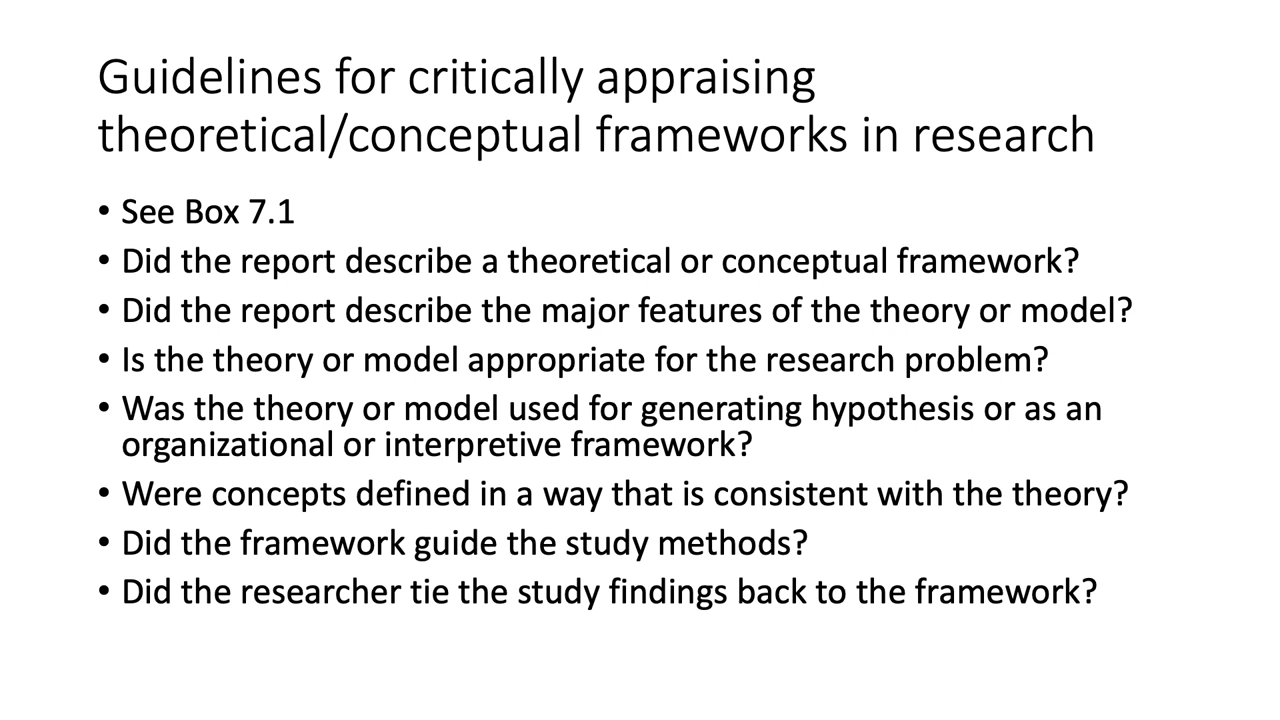 Guidelines for critically appraising
theoretical/conceptual frameworks in research
• See Box 7.1
• Did the report describe a theoretical or conceptual framework?
• Did the report describe the major features of the theory or model?
• Is the theory or model appropriate for the research problem?
• Was the theory or model used for generating hypothesis or as an
organizational or interpretive framework?
• Were concepts defined in a way that is consistent with the theory?
• Did the framework guide the study methods?
• Did the researcher tie the study findings back to the framework?